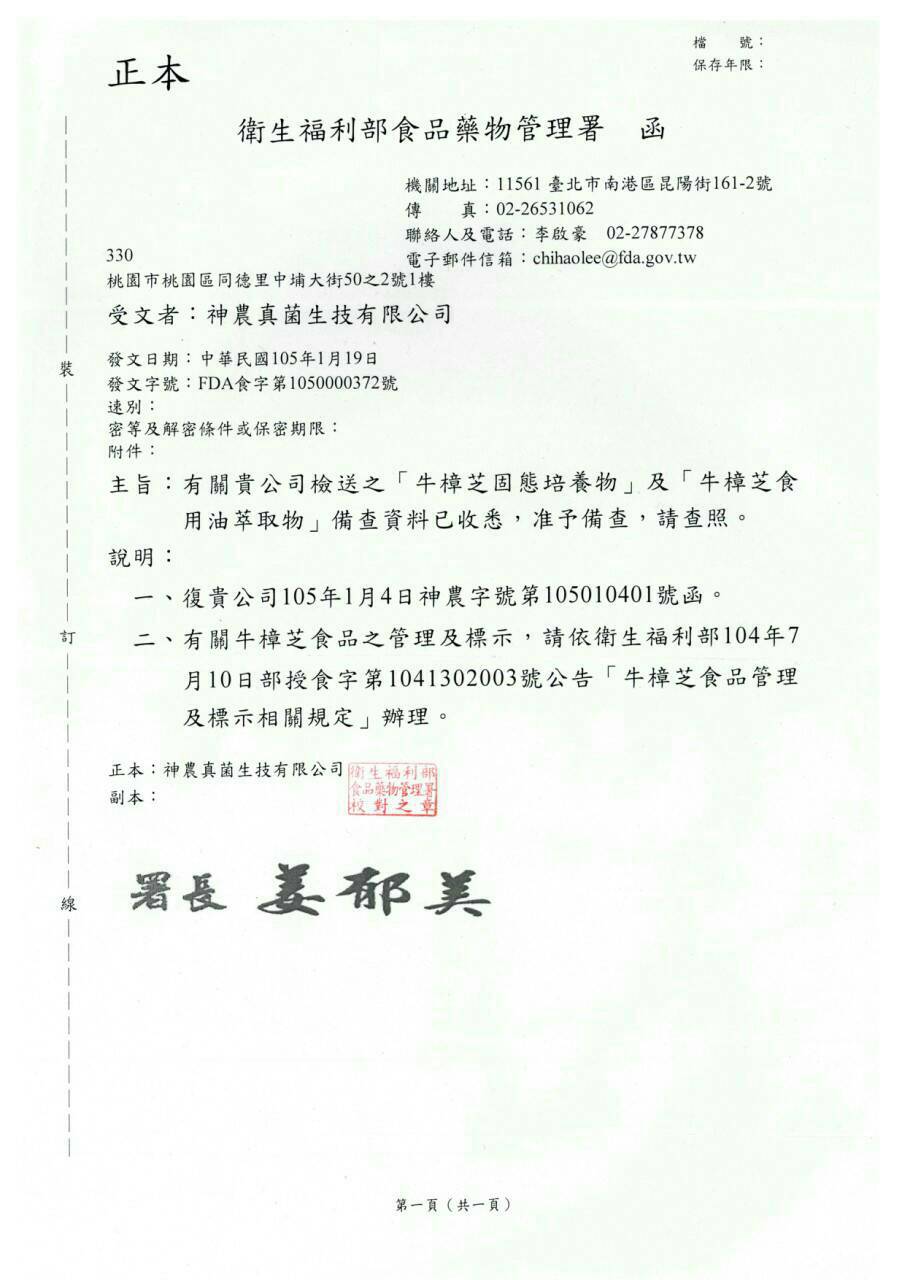 檔　　號：
保存年限：
正本
衛生福利部食品藥物管理署　函
機關地址：11561 臺北市南港區昆陽街161-2號
傳　　真：02-26531062
聯絡人及電話：李啟豪　02-27877378
電子郵件信箱：chihaolee@fda.gov.tw
330
桃園市桃園區同德里中埔大街50之2號1樓
受文者：神農真菌生技有限公司
發文日期：中華民國105年1月19日
發文字號：FDA食字第1050000372號
速別：
密等及解密條件或保密期限：
附件：
主旨：有關貴公司檢送之「牛樟芝固態培養物」及「牛樟芝食
用油萃取物」備查資料已收悉，准予備查，請查照。
說明：
一、復貴公司105年1月4日神農字號第105010401號函。
二、有關牛樟芝食品之管理及標示，請依衛生福利部104年7
月10日部授食字第1041302003號公告「牛樟芝食品管理
及標示相關規定」辦理。
正本：神農真菌生技有限公司
副本：
衛生福利部
食品藥物管理署
校對之章
署長 姜郁美
裝
訂
線
第一頁（共一頁）